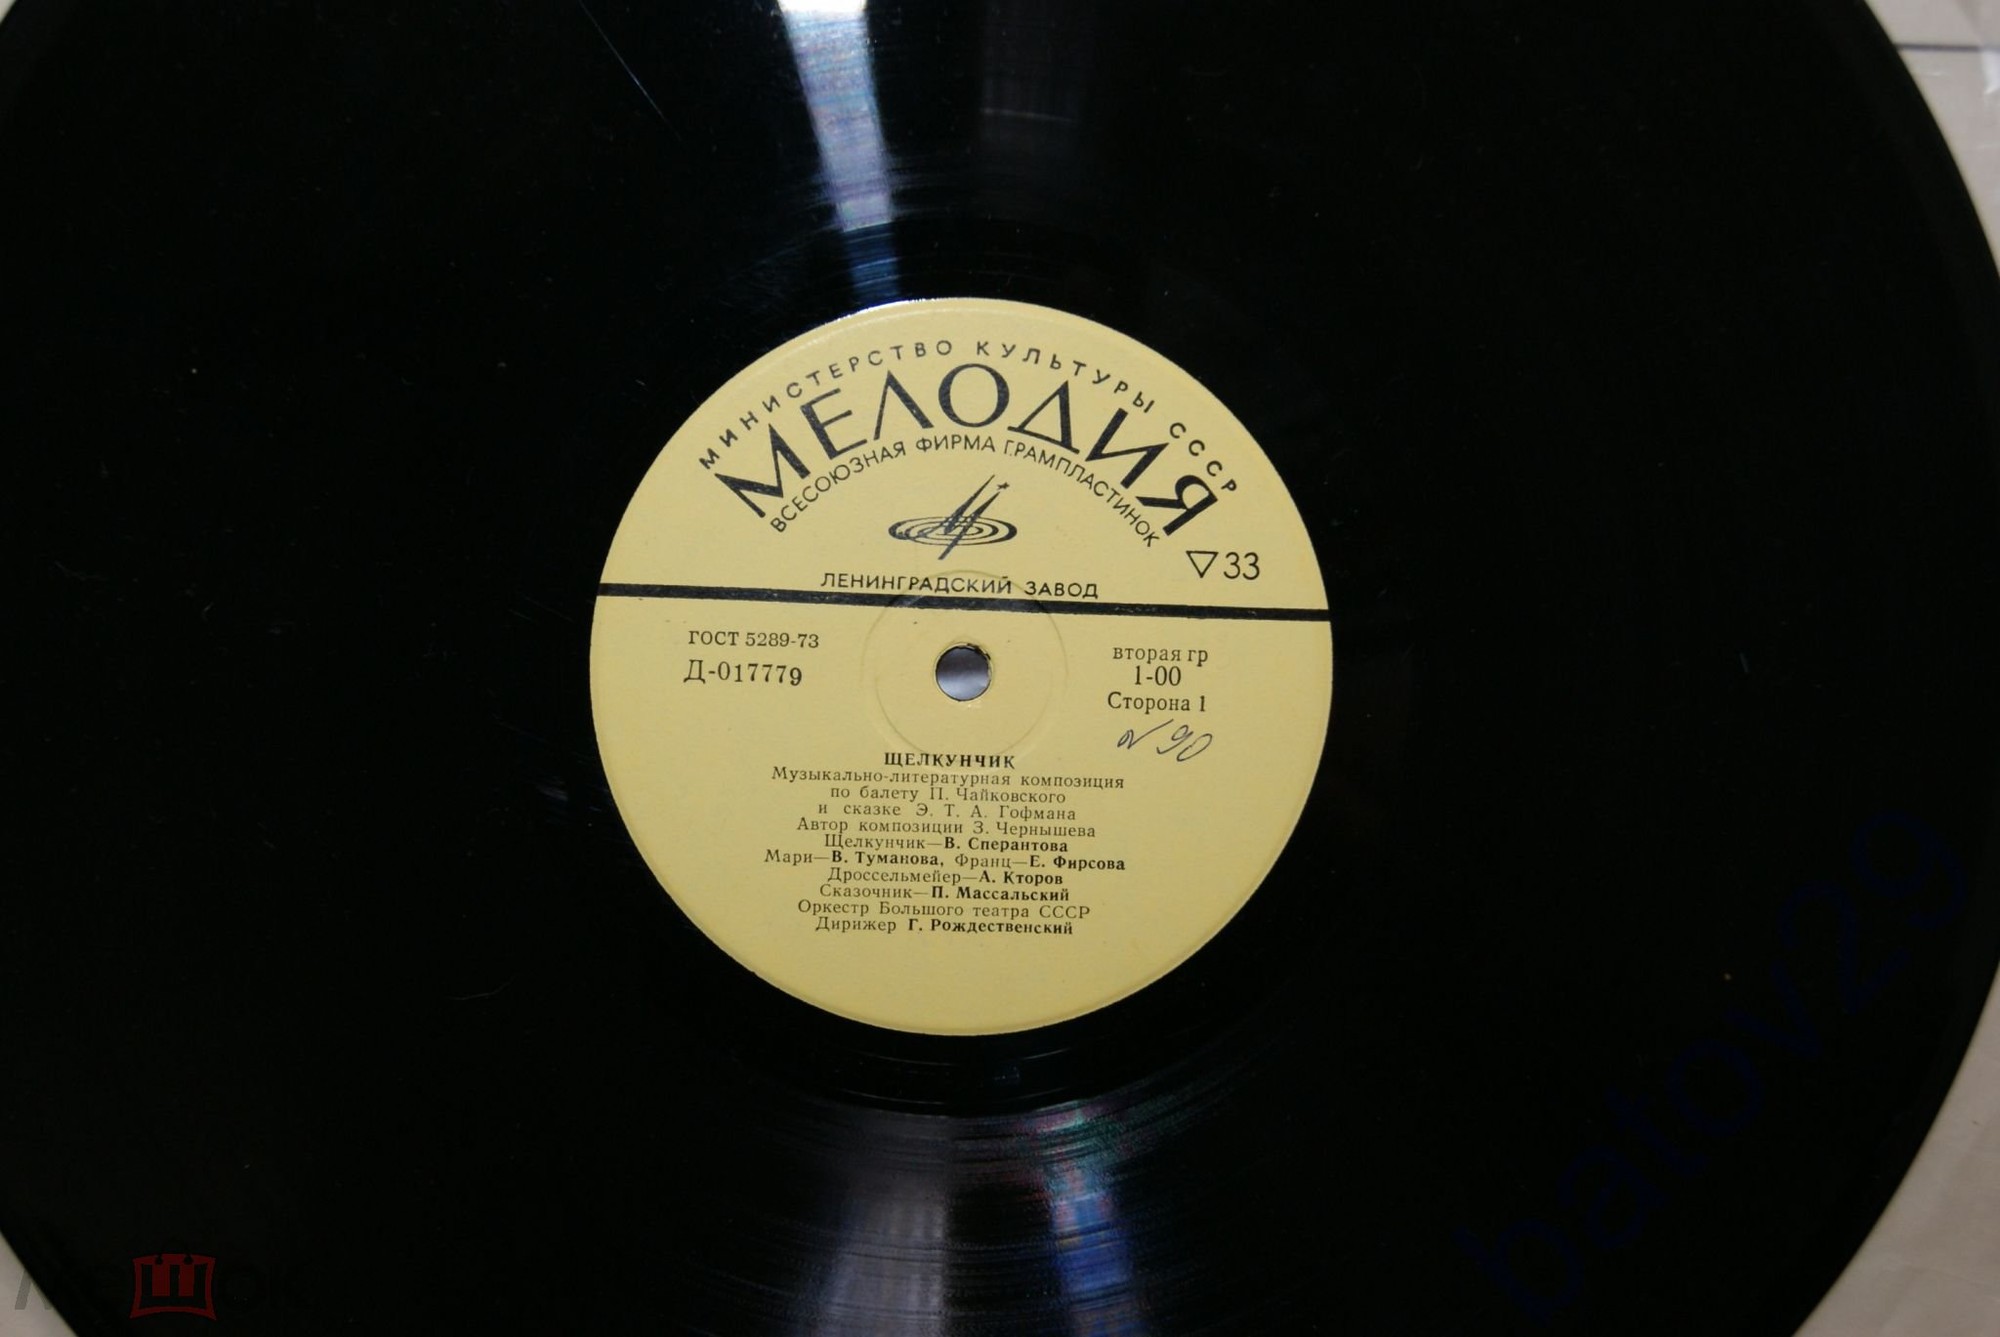 МИНИСТЕРСТВО КУЛЬТУРЫ СССР
МЕЛОДИЯ
ВСЕСОЮЗНАЯ ФИРМА ГРАМПЛАСТИНОК
▽33
ЛЕНИНГРАДСКИЙ ЗАВОД
ГОСТ 5289-73
Д-017779
вторая гр
1-00
Сторона 1
90
ЩЕЛКУНЧИК
Музыкально-литературная композиция
по балету П. Чайковского
и сказке Э. Т. А. Гофмана
Автор композиции З. Чернышева
Щелкунчик—В. Сперантова
Мари—В. Туманова, Франц—Е. Фирсова
Дроссельмейер—А. Кторов
Сказочник—П. Массальский
Оркестр Большого театра СССР
Дирижер Г. Рождественский
batov29